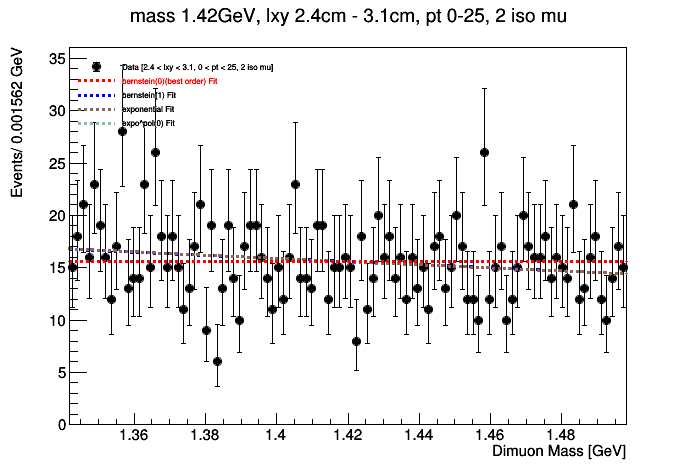 mass 1.42GeV, lxy 2.4cm - 3.1cm, pt 0-25, 2 iso mu
Events/ 0.001562 GeV
35
30
25
20
15
10
5
0
Data [2.4 < lxy < 3.1, 0 < pt < 25, 2 iso mu]
bernstein(0)(best order) Fit
bernstein(1) Fit
exponential Fit
expo*pol(0) Fit
1.36 1.38 1.4 1.42 1.44 1.46 1.48
Dimuon Mass [GeV]